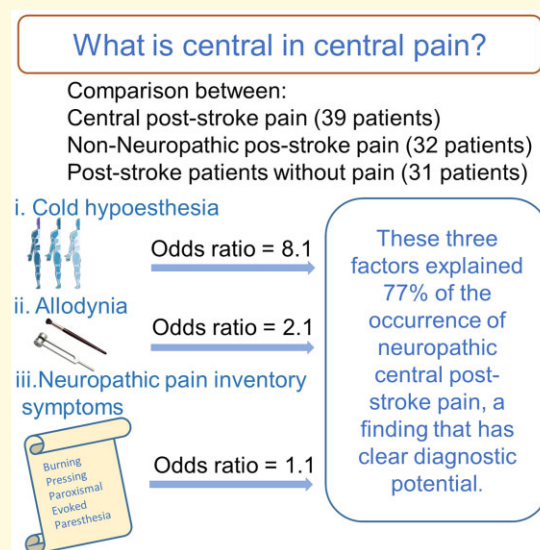 What is central in central pain?
Comparison between:
Central post-stroke pain (39 patients)
Non-Neuropathic pos-stroke pain (32 patients)
Post-stroke patients without pain (31 patients)
i. Cold hypoesthesia
Odds ratio = 8.1
ii. Allodynia
Odds ratio = 2.1
iii.Neuropathic pain inventory
symptoms
Burning
Pressing
Paroxismal
Evoked
Paresthesia
Odds ratio = 1.1
These three
factors explained
77% of the
occurrence of
neuropathic
central post-
stroke pain, a
finding that has
clear diagnostic
potential.